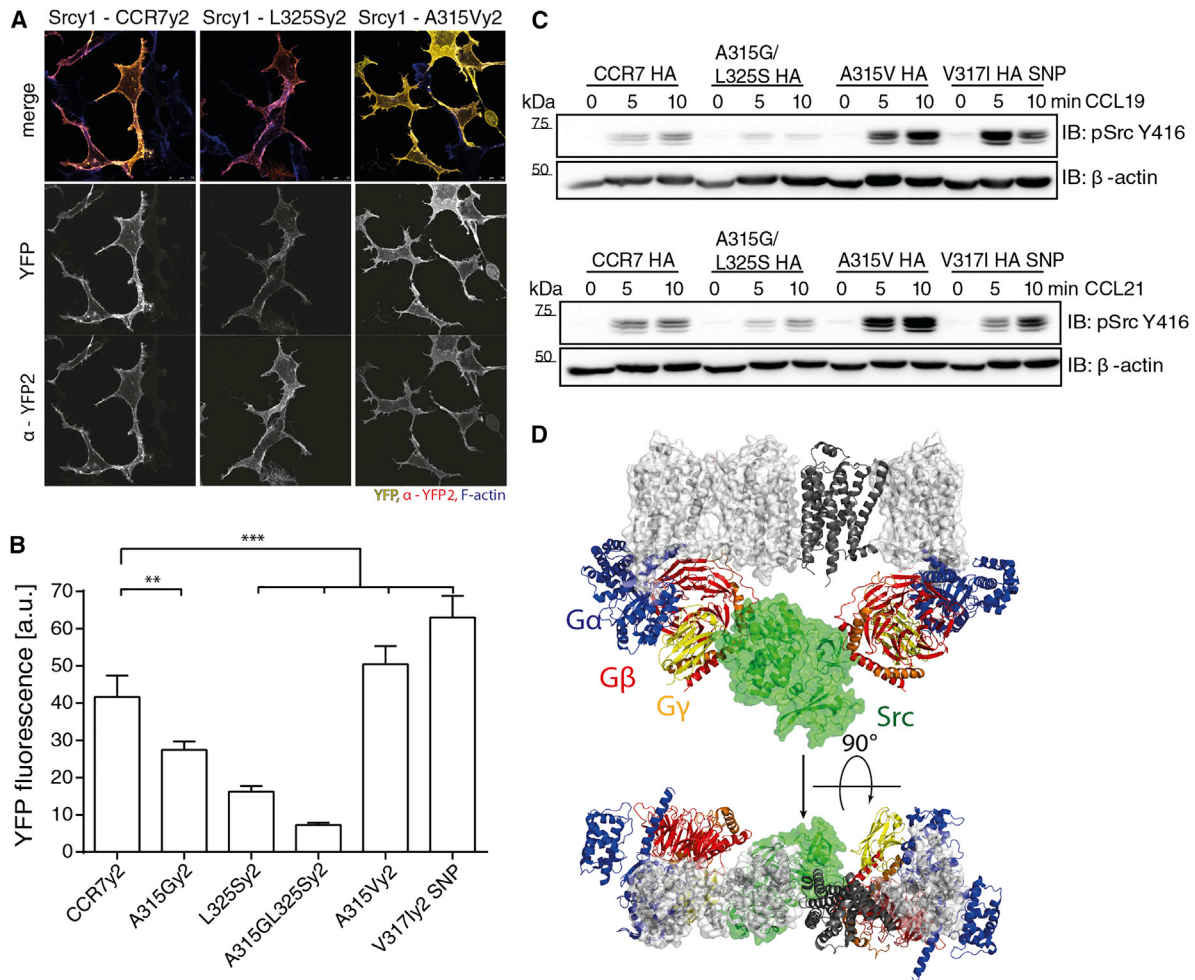 A
Srcy1 - CCR7y2 Srcy1 - L325Sy2 Srcy1 - A315Vy2
merge
YFP
α - YFP2
YFP, α - YFP2, F-actin
B
***
**
YFP fluorescence [a.u.]
70
60
50
40
30
20
10
0
CCR7y2
A315Gy2
L325Sy2
A315GL325Sy2
A315Vy2
V317Iy2 SNP
C
CCR7 HA A315G/ L325S HA A315V HA V317I HA SNP
kDa 0 5 10 0 5 10 0 5 10 0 5 10 min CCL19
75
IB: pSrc Y416
50
IB: β -actin
CCR7 HA A315G/ L325S HA A315V HA V317I HA SNP
kDa 0 5 10 0 5 10 0 5 10 0 5 10 min CCL21
75
IB: pSrc Y416
50
IB: β -actin
D
Gα
Gβ
Gγ
Src
90°